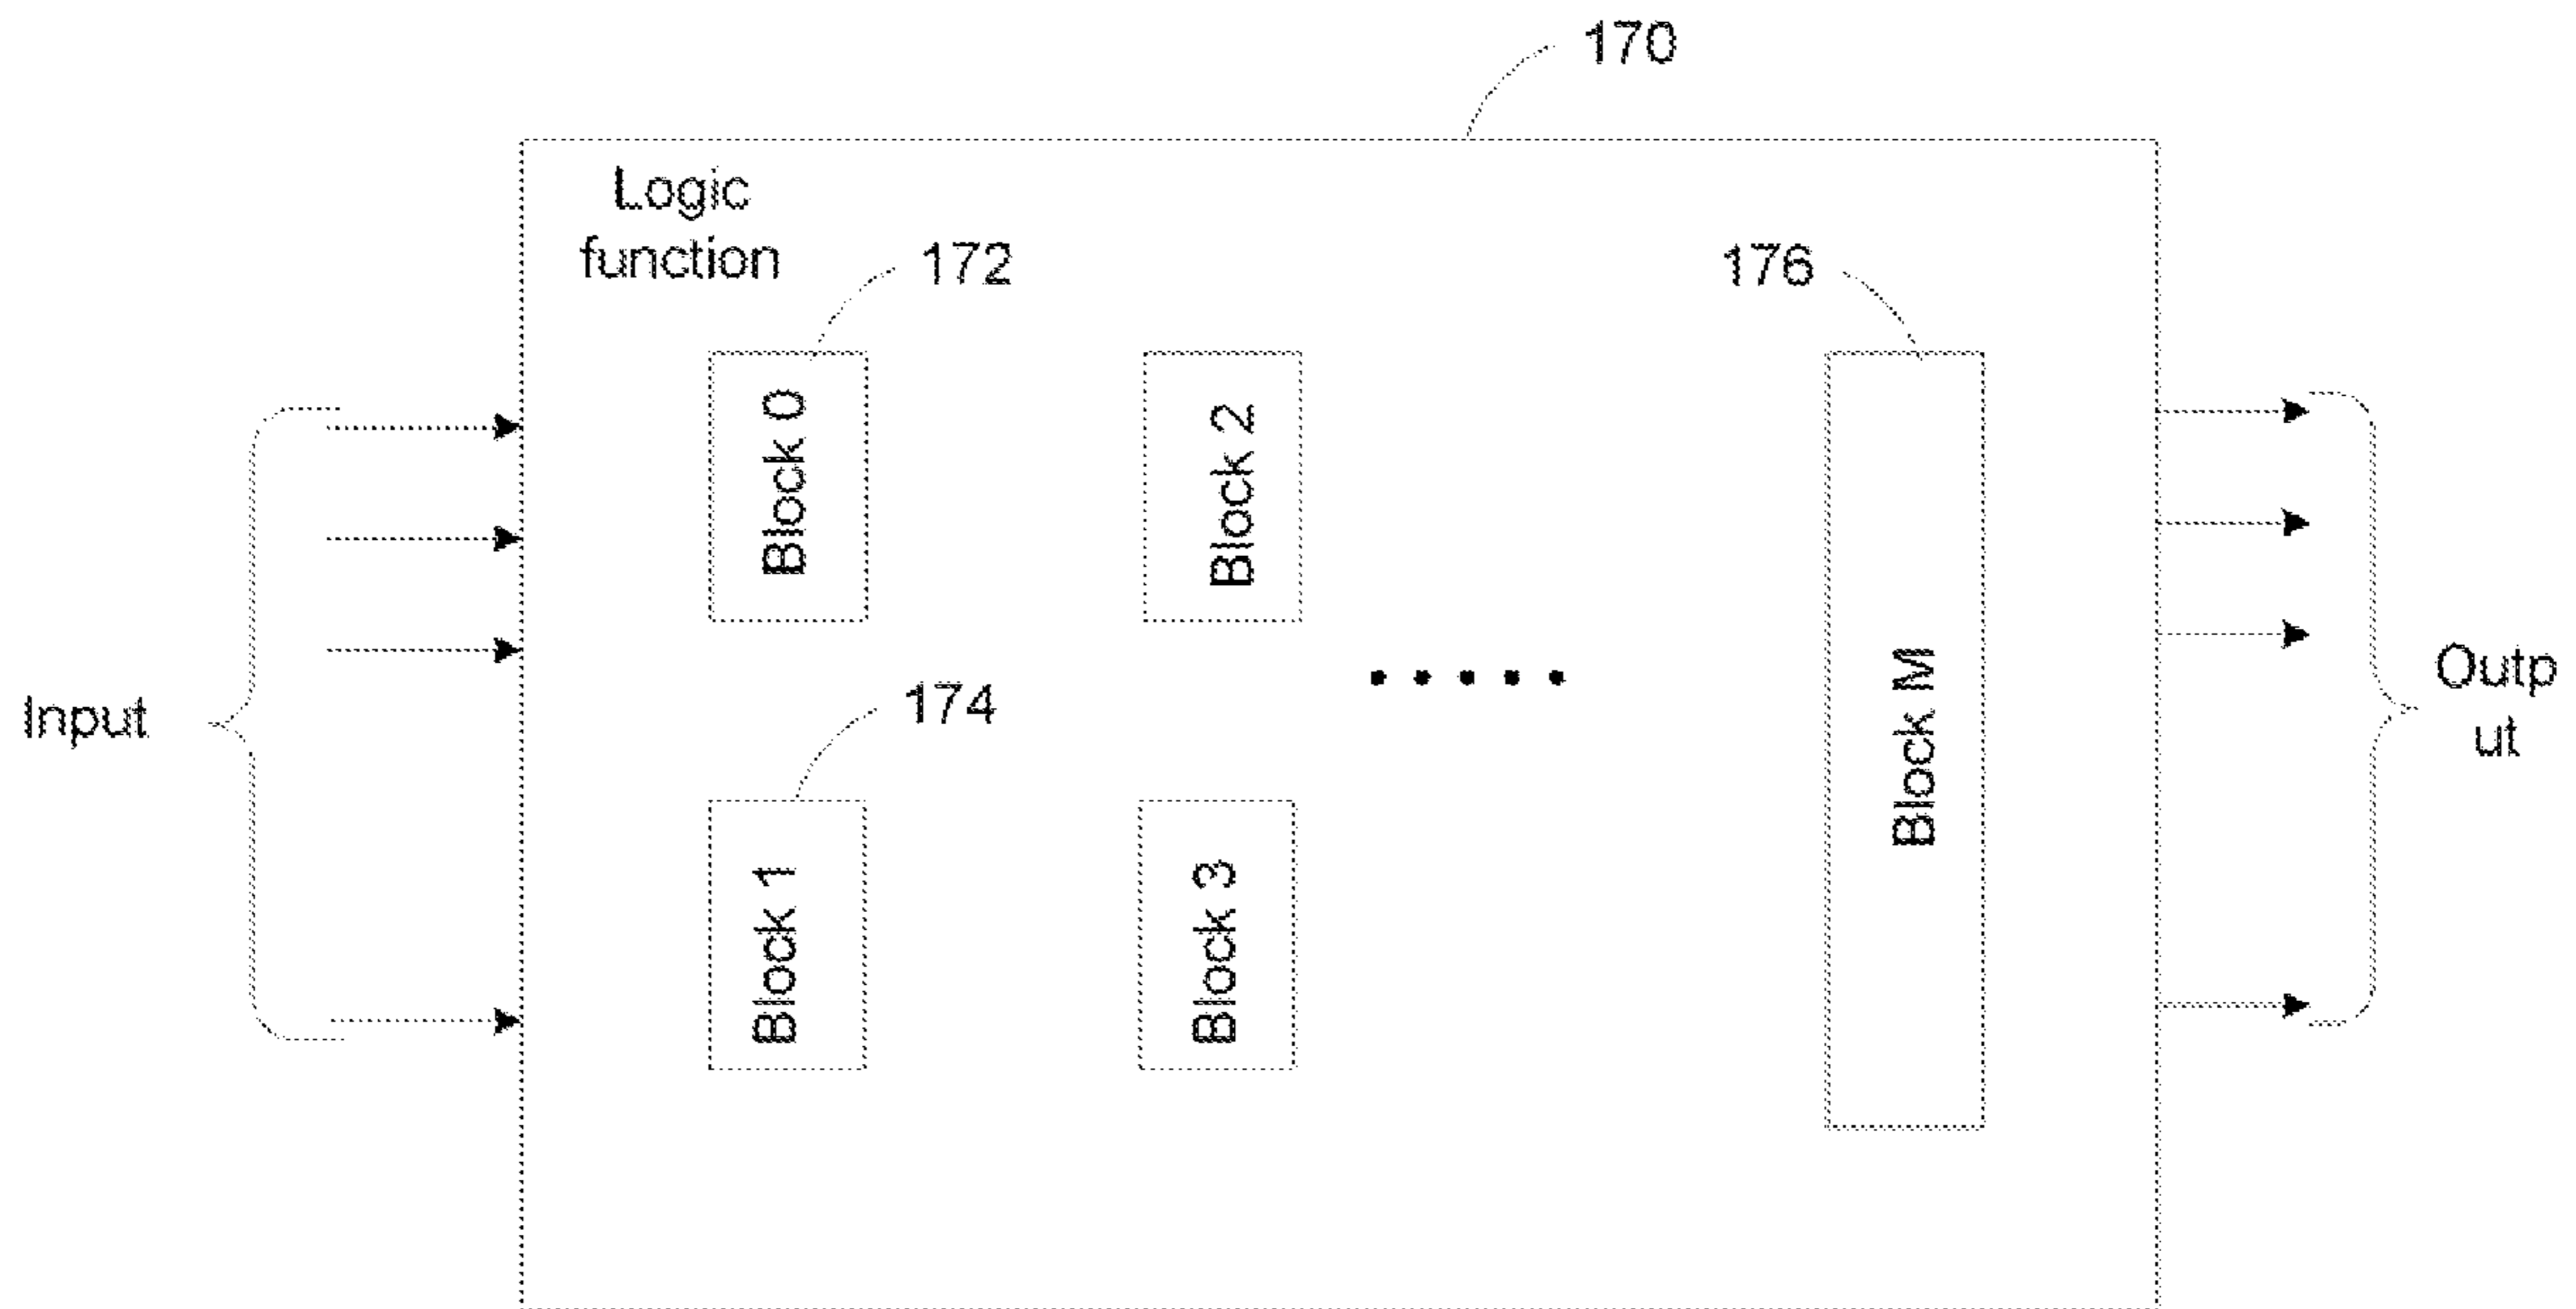 170
Logic
function
172
176
Block 0
Block 2
Block M
174
Input
Outp
ut
Block 1
Block 3